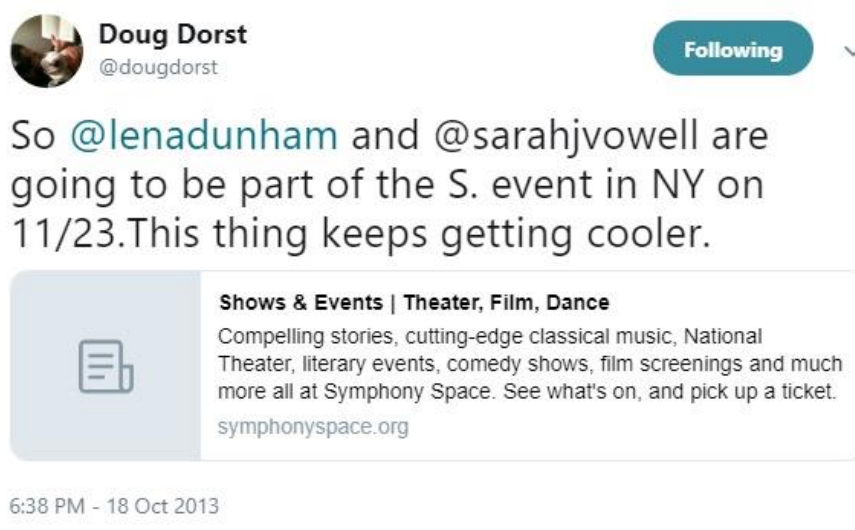 Doug Dorst
@dougdorst
Following
So @lenadunham and @sarahjvowell are
going to be part of the S. event in NY on
11/23.This thing keeps getting cooler.
Shows & Events | Theater, Film, Dance
Compelling stories, cutting-edge classical music, National
Theater, literary events, comedy shows, film screenings and much
more all at Symphony Space. See what's on, and pick up a ticket.
symphonyspace.org
6:38 PM - 18 Oct 2013